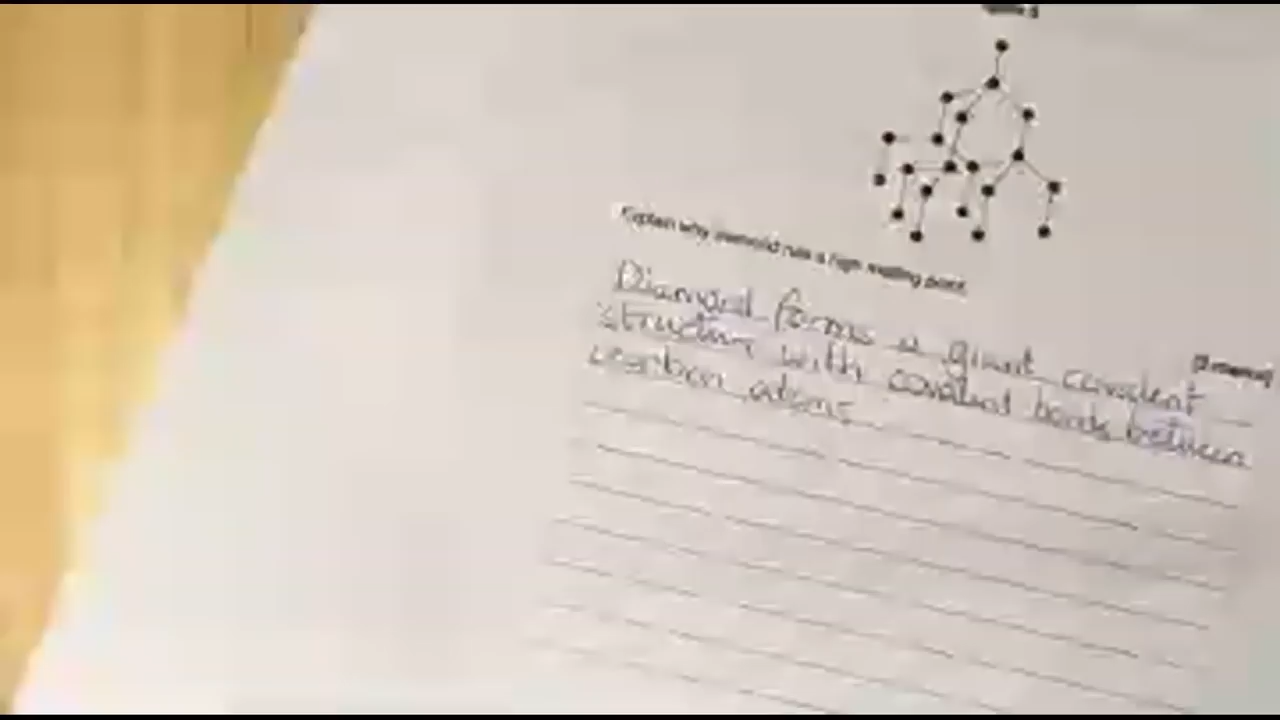 Explain why diamond has a high melting point.
Diamond forms a giant covalent
structure with covalent bonds between
carbon atoms